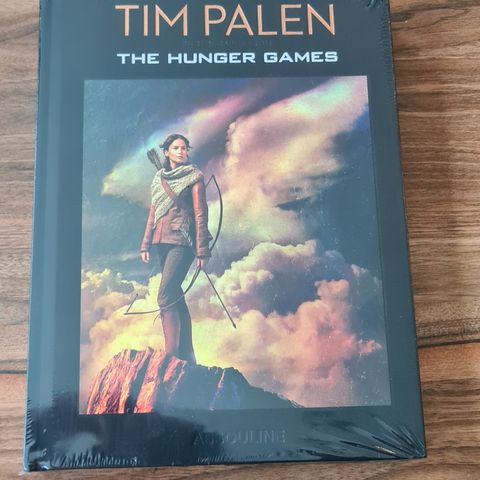 TIM PALEN
THE HUNGER GAMES
ASSOULINE